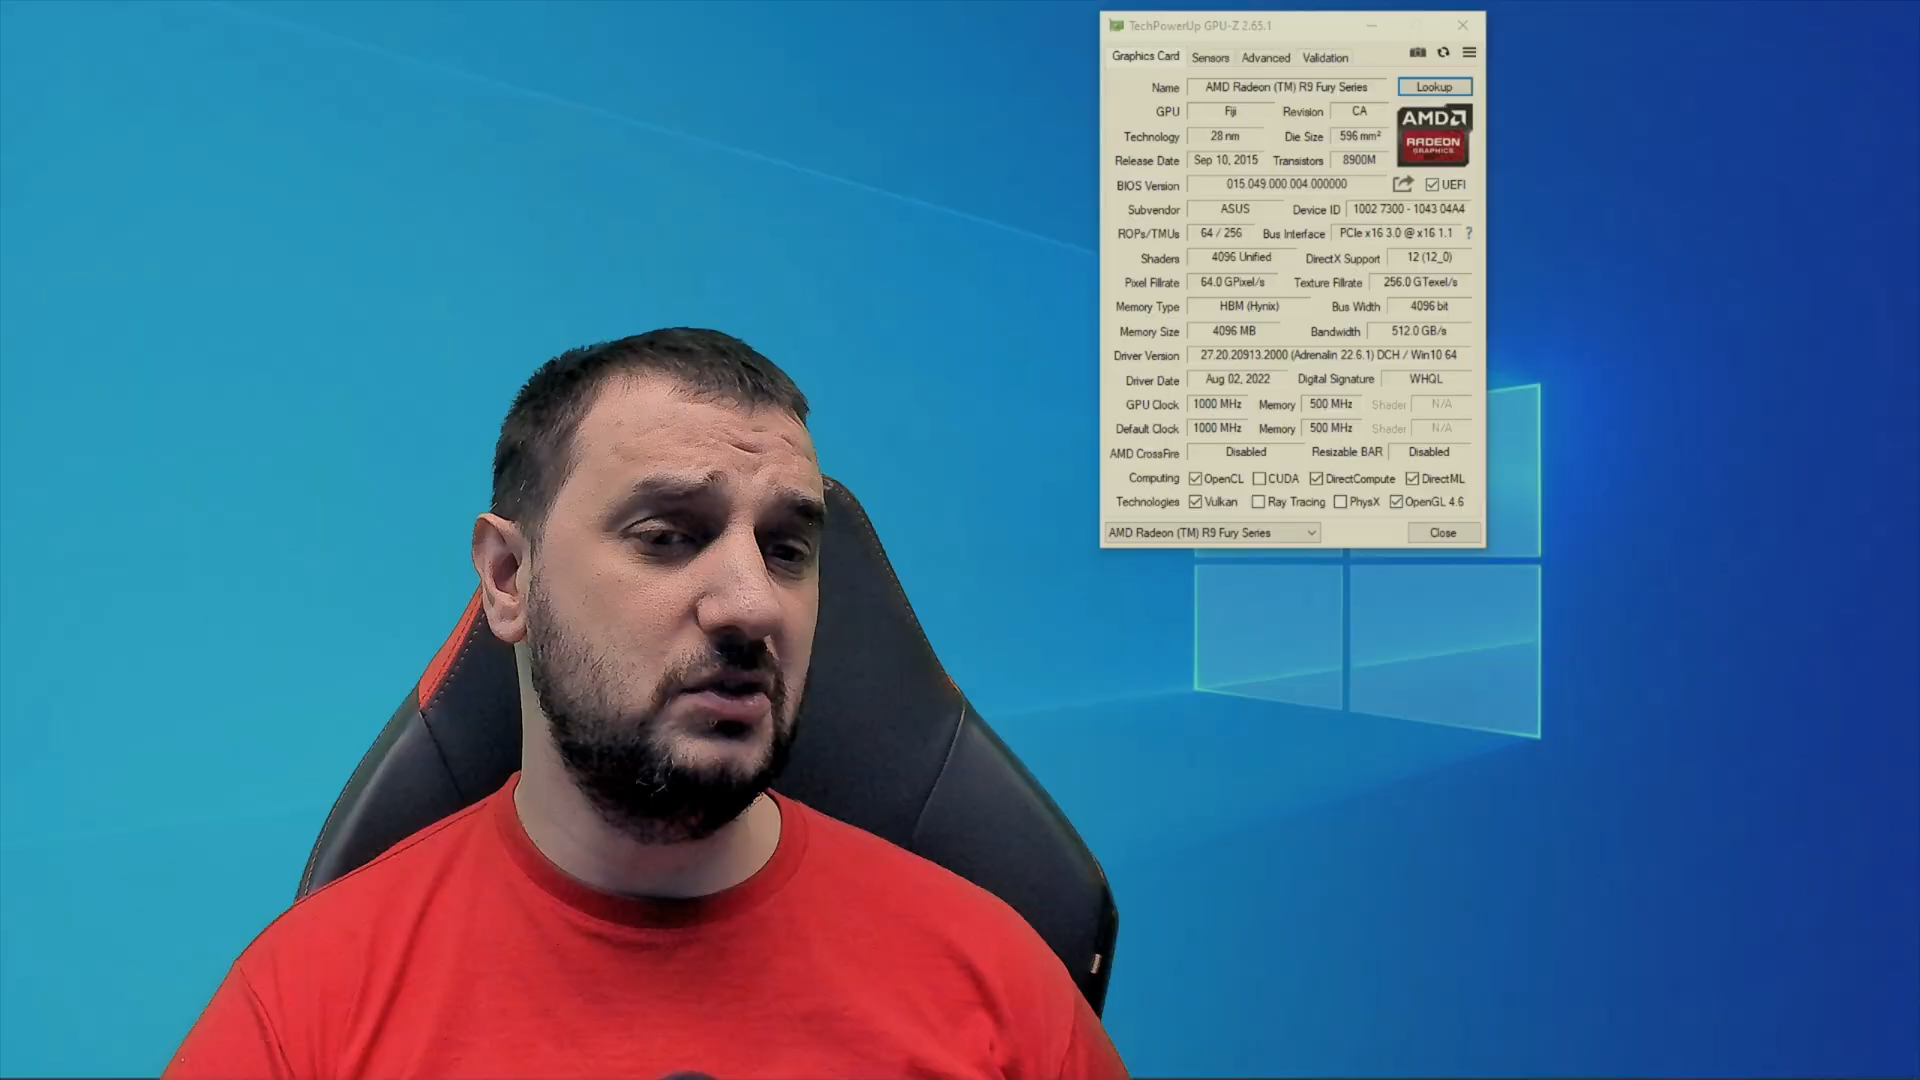 TechPowerUp GPU-Z 2.65.1
Graphics Card Sensors Advanced Validation
Name AMD Radeon (TM) R9 Fury Series Lookup
GPU Fiji Revision CA
AMD
RADEON
GRAPHICS
Technology 28 nm Die Size 596 mm²
Release Date Sep 10, 2015 Transistors 8900M
BIOS Version 015.049.000.004.000000 UEFI
Subvendor ASUS Device ID 1002 7300 - 1043 04A4
ROPs/TMUs 64 / 256 Bus Interface PCIe x16 3.0 @ x16 1.1 ?
Shaders 4096 Unified DirectX Support 12 (12_0)
Pixel Fillrate 64.0 GPixel/s Texture Fillrate 256.0 GTexel/s
Memory Type HBM (Hynix) Bus Width 4096 bit
Memory Size 4096 MB Bandwidth 512.0 GB/s
Driver Version 27.20.20913.2000 (Adrenalin 22.6.1) DCH / Win10 64
Driver Date Aug 02, 2022 Digital Signature WHQL
GPU Clock 1000 MHz Memory 500 MHz Shader N/A
Default Clock 1000 MHz Memory 500 MHz Shader N/A
AMD CrossFire Disabled Resizable BAR Disabled
Computing OpenCL CUDA DirectCompute DirectML
Technologies Vulkan Ray Tracing PhysX OpenGL 4.6
AMD Radeon (TM) R9 Fury Series Close